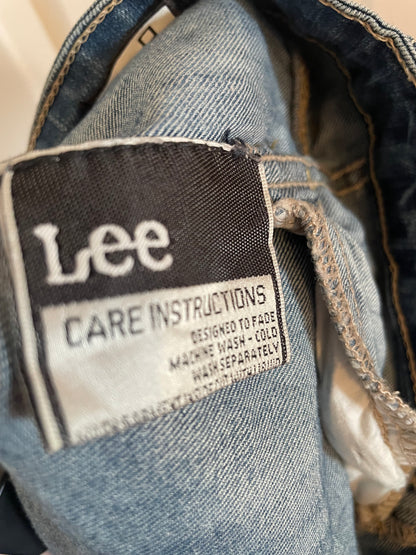 Lee
CARE INSTRUCTIONS
DESIGNED TO FADE
MACHINE WASH - COLD
WASH SEPARATELY